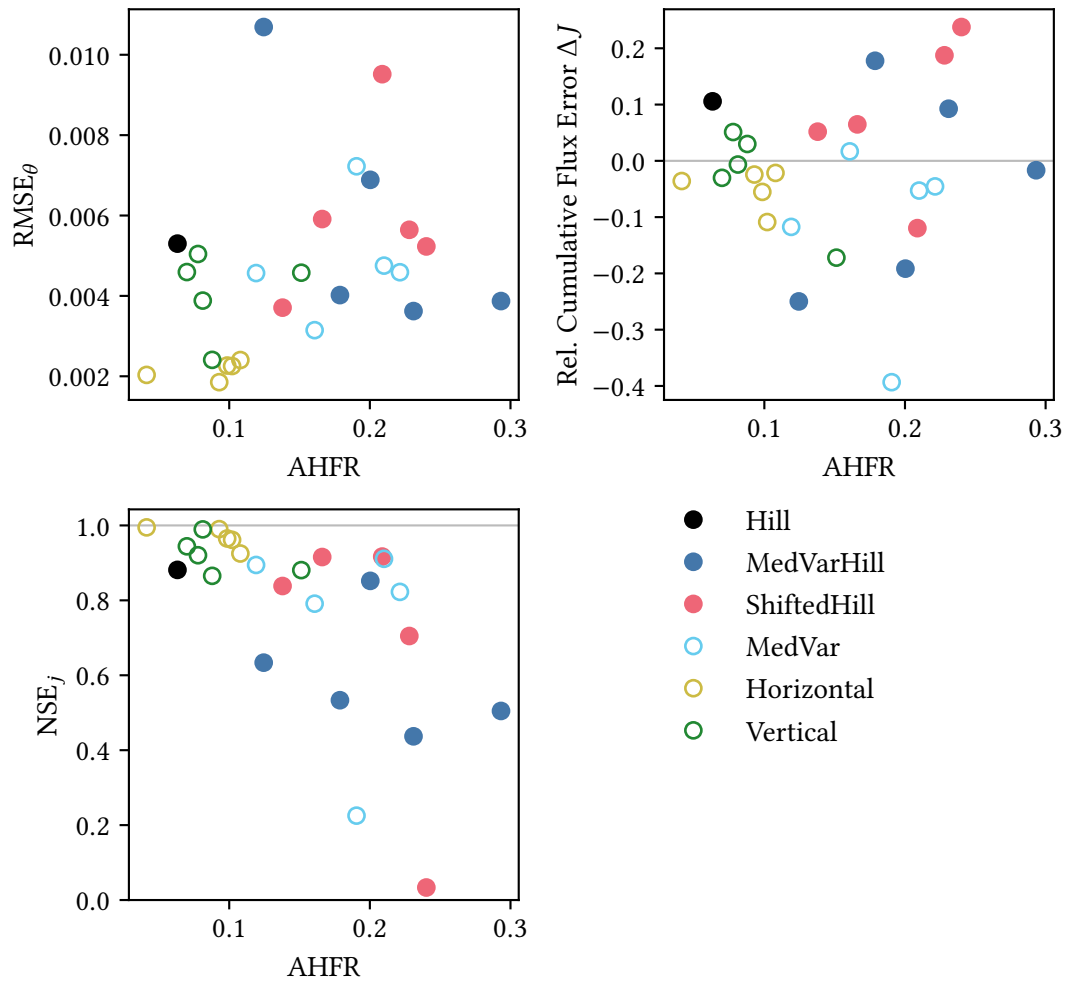 0.010
0.008
0.006
0.004
0.002
RMSE_θ
0.1 0.2 0.3
AHFR
0.2
0.1
0.0
−0.1
−0.2
−0.3
−0.4
Rel. Cumulative Flux Error ΔJ
0.1 0.2 0.3
AHFR
1.0
0.8
0.6
0.4
0.2
0.0
NSE_j
0.1 0.2 0.3
AHFR
Hill
MedVarHill
ShiftedHill
MedVar
Horizontal
Vertical